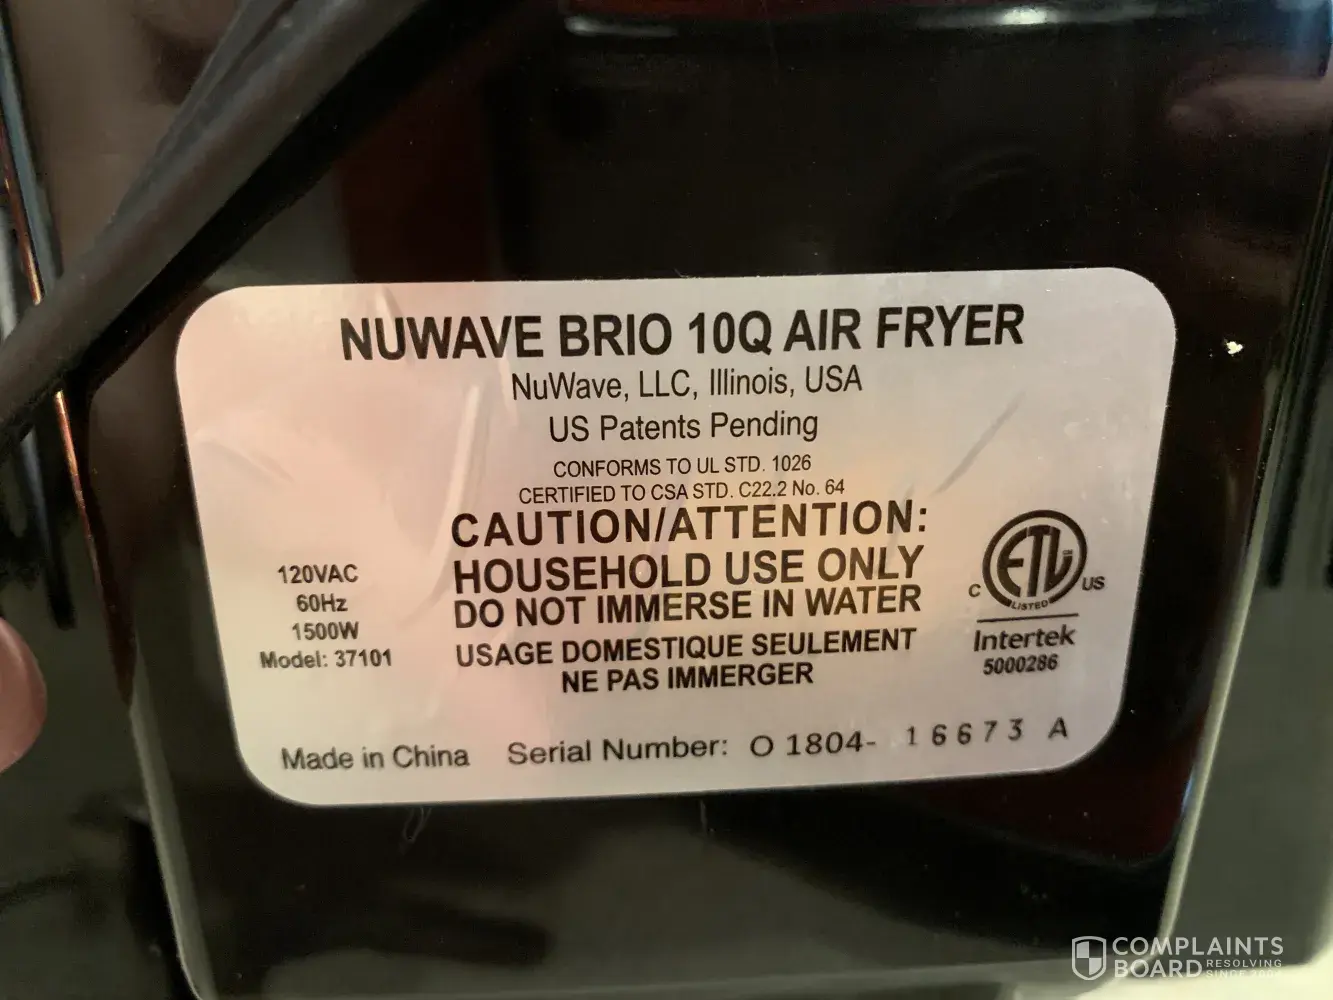 NUWAVE BRIO 10Q AIR FRYER
NuWave, LLC, Illinois, USA
US Patents Pending
CONFORMS TO UL STD. 1026
CERTIFIED TO CSA STD. C22.2 No. 64
CAUTION/ATTENTION:
HOUSEHOLD USE ONLY
DO NOT IMMERSE IN WATER
USAGE DOMESTIQUE SEULEMENT
NE PAS IMMERGER
120VAC
60Hz
1500W
Model: 37101
C ETL US
LISTED
Intertek
5000286
Made in China Serial Number: O 1804- 16673 A
COMPLAINTS
BOARD RESOLVING
SINCE 2004